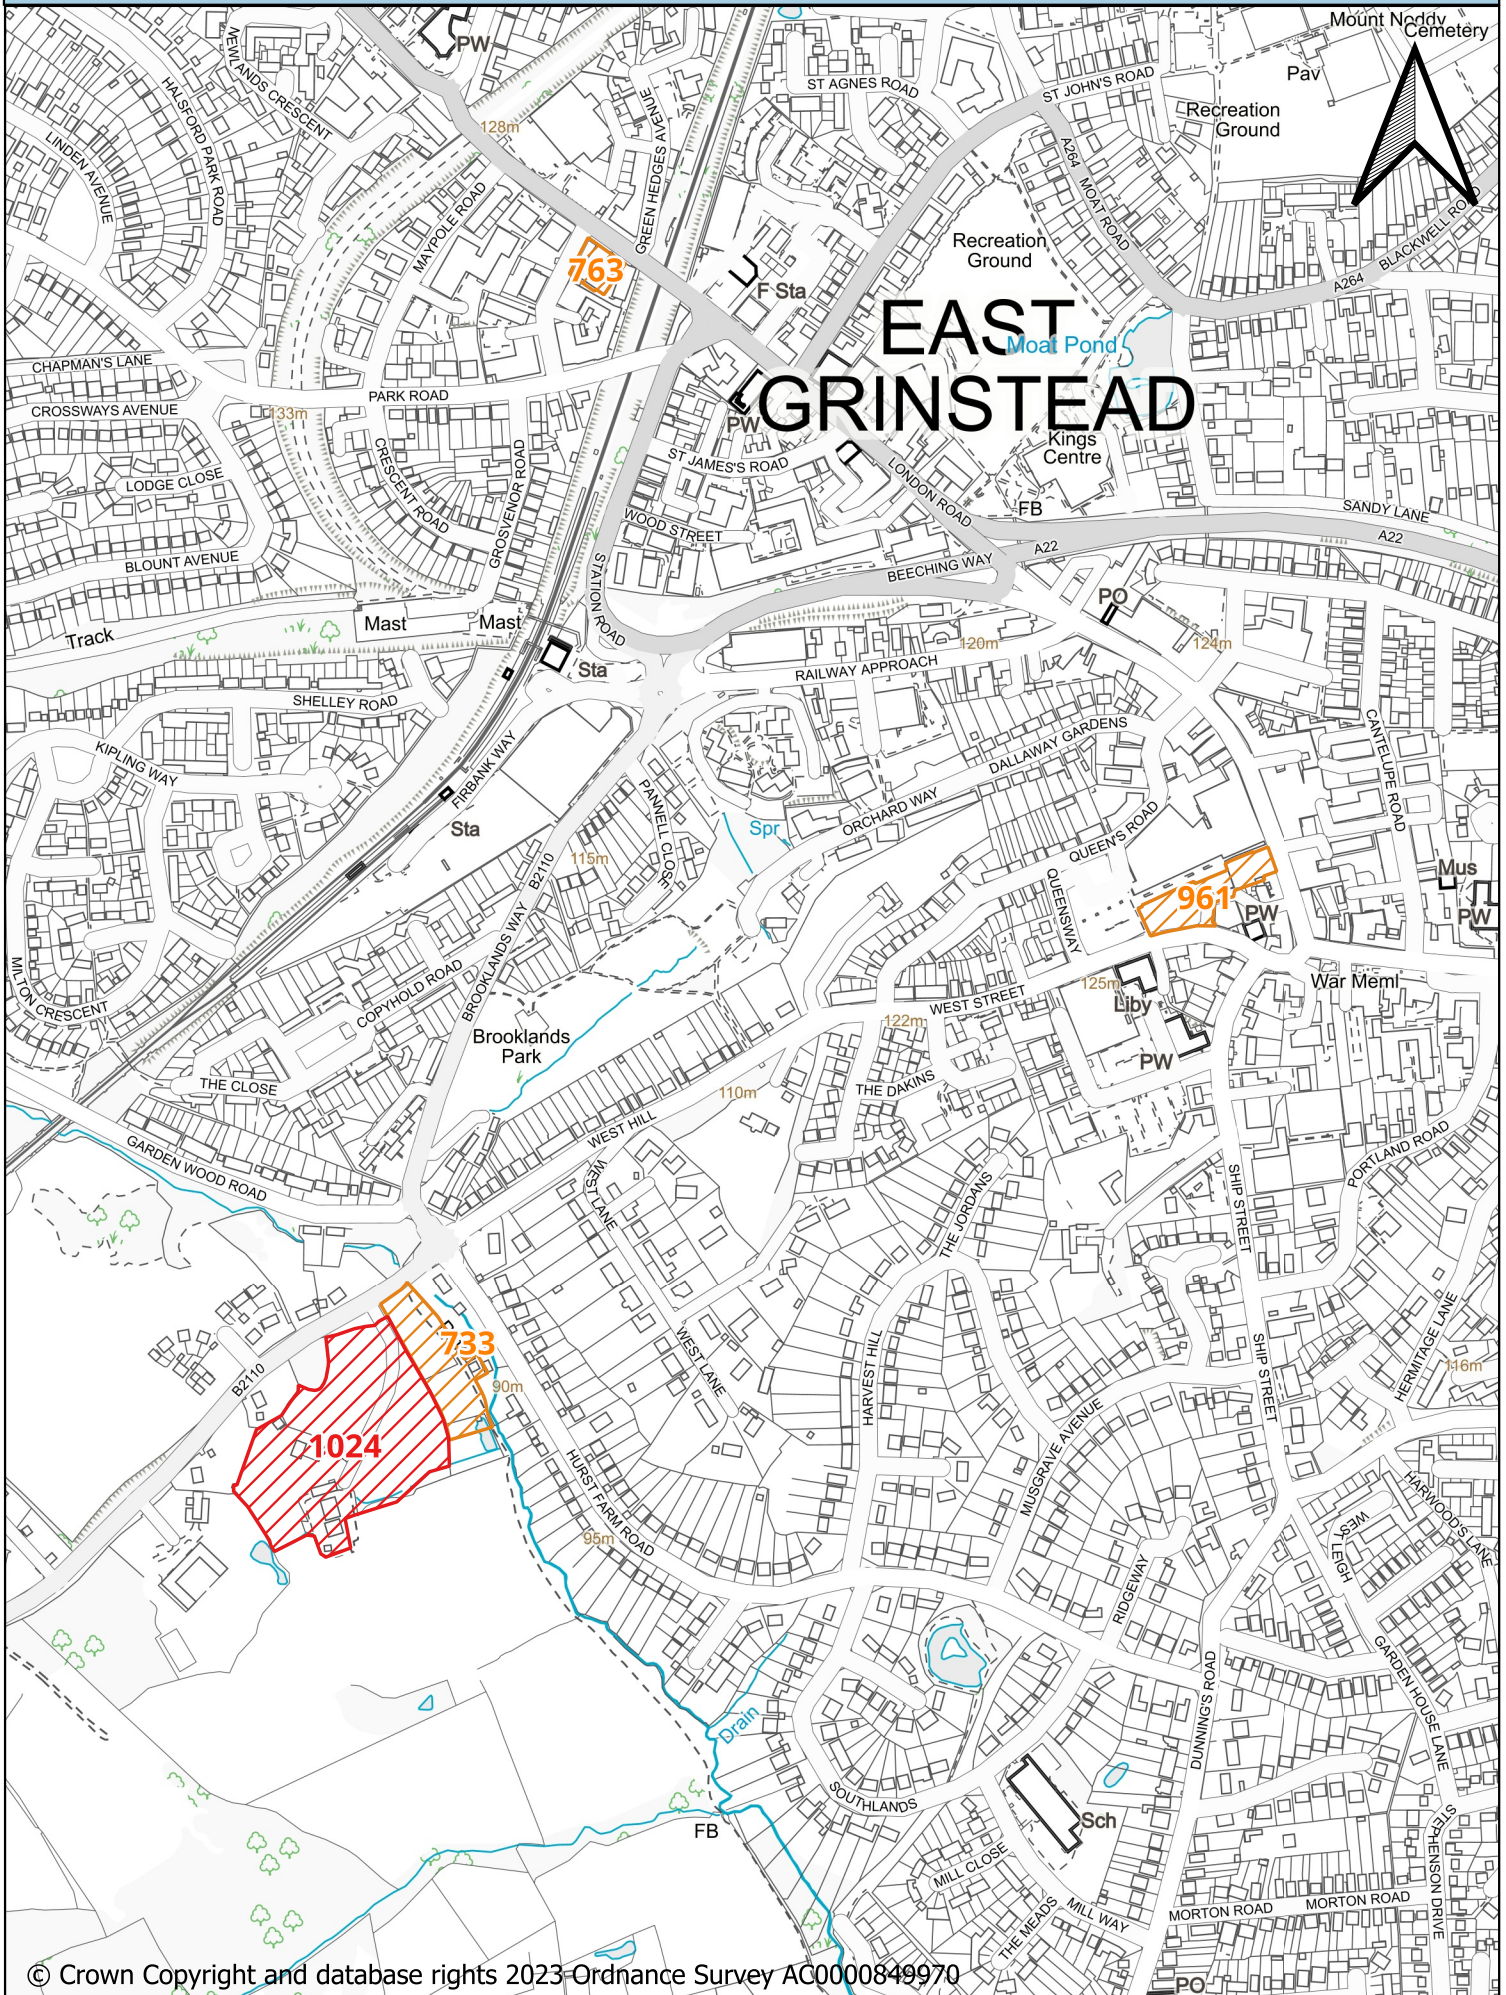 Mount Noddy
Cemetery
PW
NEWLANDS CRESCENT
HALSFORD PARK ROAD
LINDEN AVENUE
128m
GREEN HEDGES AVENUE
ST AGNES ROAD
ST JOHN'S ROAD
Pav
Recreation
Ground
A264
MOAT ROAD
MAYPOLE ROAD
763
F Sta
Recreation
Ground
A264
BLACKWELL ROAD
EAST
GRINSTEAD
Moat Pond
CHAPMAN'S LANE
CROSSWAYS AVENUE
133m
PARK ROAD
PW
Kings
Centre
LODGE CLOSE
CRESCENT ROAD
GROSVENOR ROAD
ST JAMES'S ROAD
LONDON ROAD
FB
SANDY LANE
BLOUNT AVENUE
WOOD STREET
STATION ROAD
BEECHING WAY
A22
A22
PO
Track
Mast
Mast
Sta
RAILWAY APPROACH
120m
124m
SHELLEY ROAD
KIPLING WAY
FIRBANK WAY
Sta
PANNELL CLOSE
DALLAWAY GARDENS
ORCHARD WAY
CANTELUPE ROAD
Spr
115m
B2110
QUEEN'S ROAD
QUEENSWAY
961
PW
Mus
PW
MILTON CRESCENT
COPYHOLD ROAD
BROOKLANDS WAY
WEST STREET
125m
Liby
War Meml
122m
Brooklands
Park
PW
THE CLOSE
110m
THE DAKINS
WEST HILL
GARDEN WOOD ROAD
WEST LANE
THE JORDANS
SHIP STREET
PORTLAND ROAD
733
90m
B2110
WEST LANE
HARVEST HILL
SHIP STREET
HERMITAGE LANE
116m
1024
HURST FARM ROAD
MUSGRAVE AVENUE
HARWOOD'S LANE
WEST LEIGH
95m
RIDGEWAY
DUNNING'S ROAD
GARDEN HOUSE LANE
Drain
SOUTHLANDS
FB
Sch
STEPHENSON DRIVE
MILL CLOSE
THE MEADS
MILL WAY
MORTON ROAD
MORTON ROAD
PO
© Crown Copyright and database rights 2023 Ordnance Survey AC0000849970